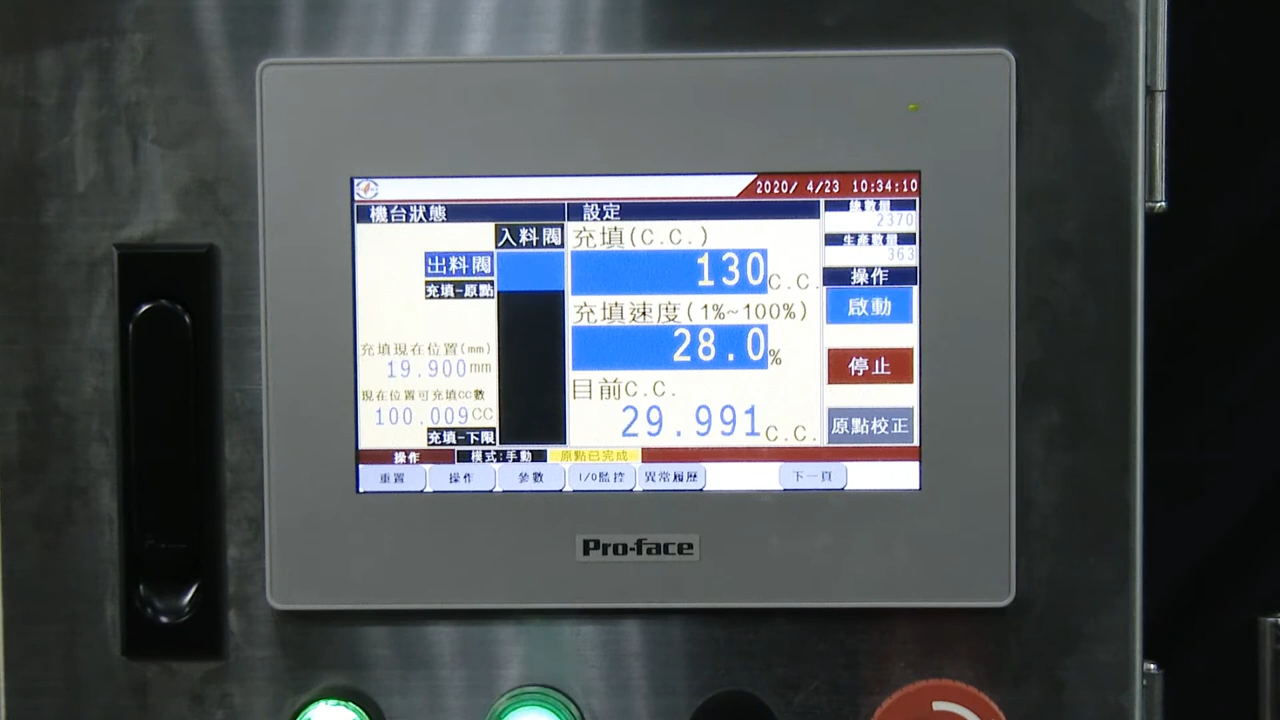 2020/ 4/23 10:34:10
機台狀態
設定
總數量
2370
入料閥
充填(C.C.)
生產數量
363
出料閥
130 C.C.
操作
充填-原點
啟動
充填速度(1%~100%)
28.0 %
充填現在位置(mm)
19.900 mm
停止
目前C.C.
現在位置可充填CC數
100.009 CC
29.991 C.C.
原點校正
充填-下限
操作
模式:手動
原點已完成
重置
操作
參數
I/O監控
異常履歷
下一頁
Pro-face